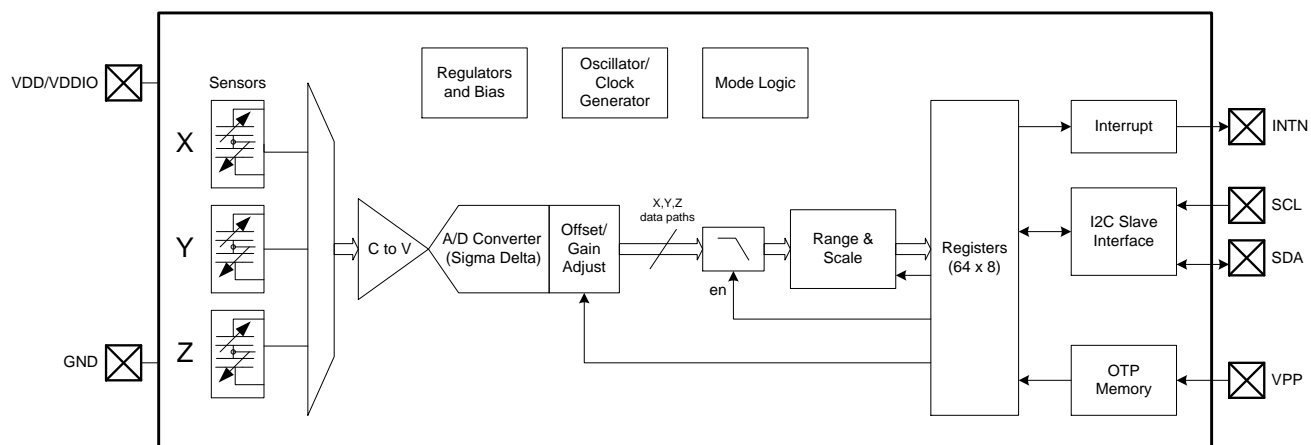 VDD/VDDIO
GND
Sensors
X
Y
Z
C to V
A/D Converter
(Sigma Delta)
Offset/
Gain
Adjust
Regulators
and Bias
Oscillator/
Clock
Generator
Mode Logic
X,Y,Z
data paths
en
Range &
Scale
Registers
(64 x 8)
Interrupt
I2C Slave
Interface
OTP
Memory
INTN
SCL
SDA
VPP